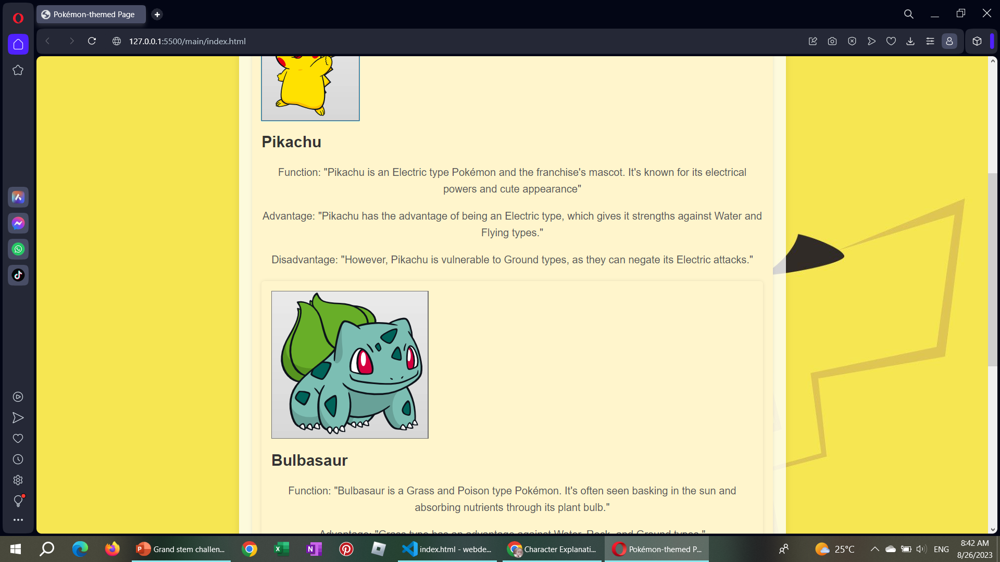 Pokémon-themed Page
127.0.0.1:5500/main/index.html
Pikachu
Function: "Pikachu is an Electric type Pokémon and the franchise's mascot. It's known for its electrical
powers and cute appearance"
Advantage: "Pikachu has the advantage of being an Electric type, which gives it strengths against Water and
Flying types."
Disadvantage: "However, Pikachu is vulnerable to Ground types, as they can negate its Electric attacks."
Bulbasaur
Function: "Bulbasaur is a Grass and Poison type Pokémon. It's often seen basking in the sun and
absorbing nutrients through its plant bulb."
Advantage: "Grass type has an advantage against Water, Rock, and Ground types."
Grand stem challen...
index.html - webde...
Character Explanati...
Pokémon-themed P...
25°C
ENG
8:42 AM
8/26/2023